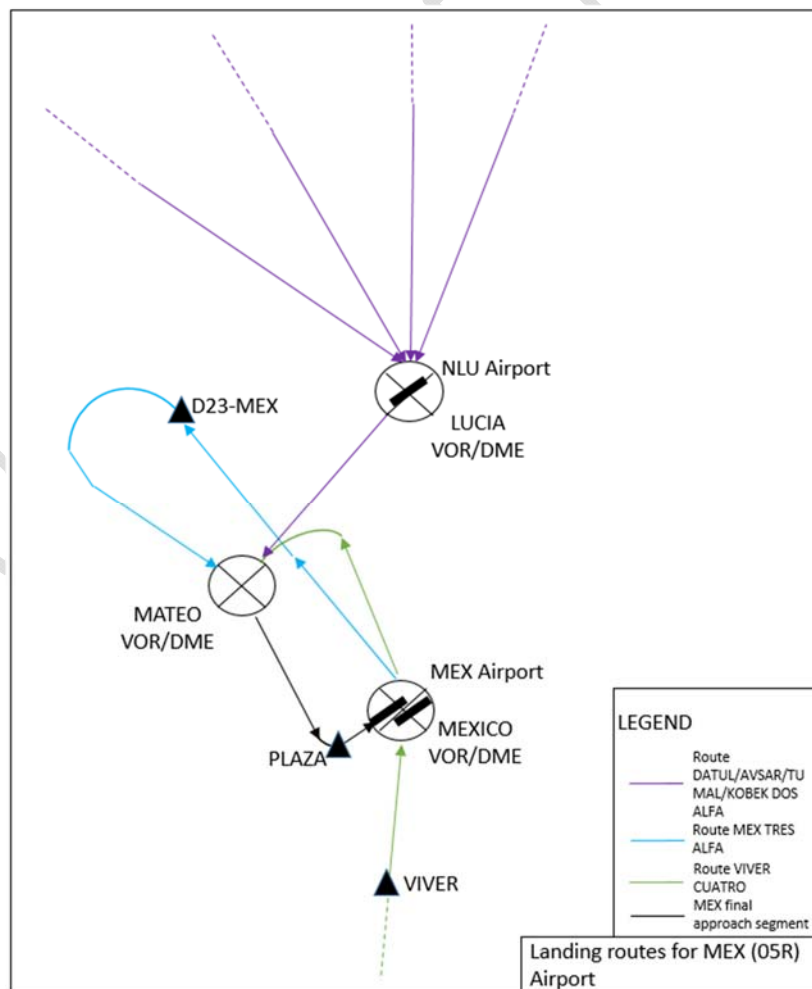 NLU Airport
D23-MEX
LUCIA
VOR/DME
MATEO
VOR/DME
MEX Airport
MEXICO
VOR/DME
PLAZA
VIVER
LEGEND
Route
DATUL/AVSAR/TU
MAL/KOBEK DOS
ALFA
Route MEX TRES
ALFA
Route VIVER
CUATRO
MEX final
approach segment
Landing routes for MEX (05R)
Airport